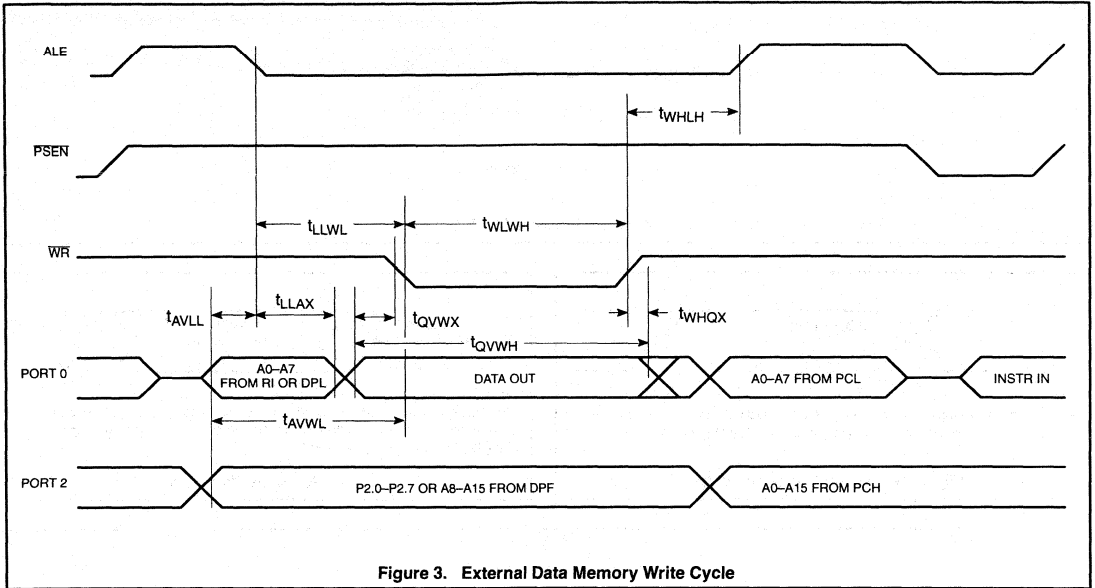 ALE
tWHLH
PSEN
tLLWL
tWLWH
WR
tAVLL
tLLAX
tQVWX
tWHQX
tQVWH
PORT 0
A0–A7
FROM RI OR DPL
DATA OUT
A0–A7 FROM PCL
INSTR IN
tAVWL
PORT 2
P2.0–P2.7 OR A8–A15 FROM DPF
A0–A15 FROM PCH
Figure 3. External Data Memory Write Cycle